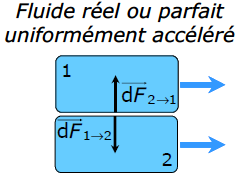 Fluide réel ou parfait
uniformément accéléré
1
dF2→1
dF1→2
2